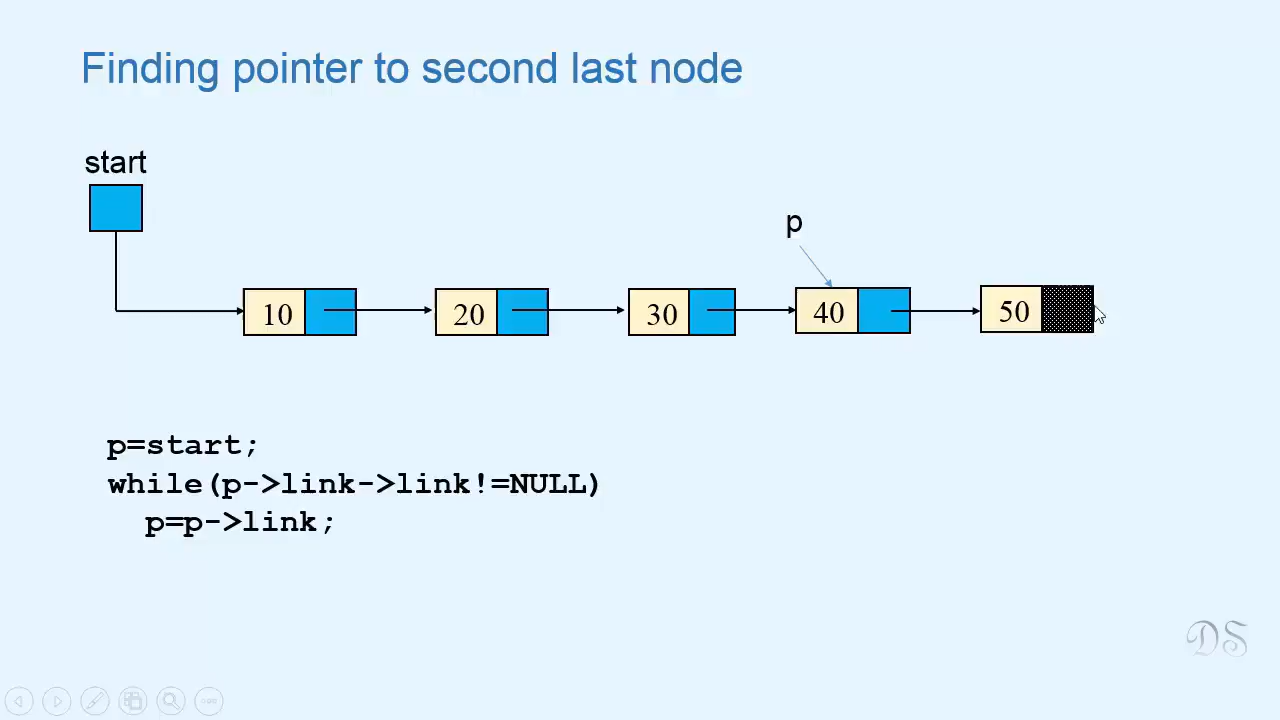 Finding pointer to second last node
start
p
10 20 30 40 50
p=start;
while(p->link->link!=NULL)
p=p->link;
DS